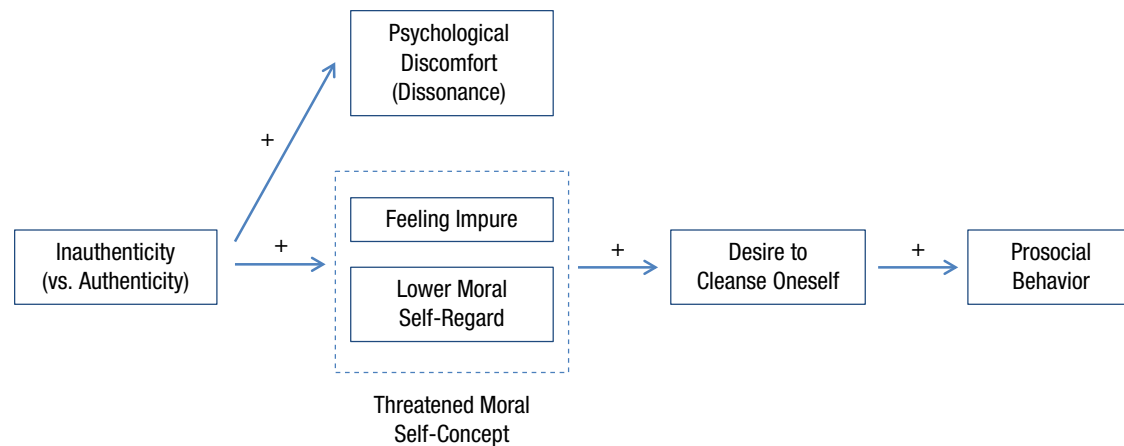 Psychological
Discomfort
(Dissonance)
+
Inauthenticity
(vs. Authenticity)
+
Feeling Impure
Lower Moral
Self-Regard
Threatened Moral
Self-Concept
+
Desire to
Cleanse Oneself
+
Prosocial
Behavior